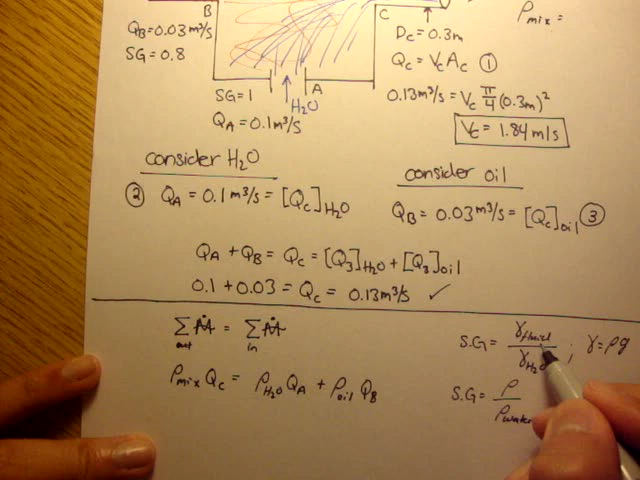 B
Q_B = 0.03 m³/s
SG = 0.8
C
D_C = 0.3m
Q_C = V_C A_C ①
0.13 m³/s = V_C π/4 (0.3m)²
V_C = 1.84 m/s
ρ_mix =
A
H₂O
SG = 1
Q_A = 0.1 m³/s
consider H₂O
② Q_A = 0.1 m³/s = [Q_C]_H₂O
consider oil
Q_B = 0.03 m³/s = [Q_C]_oil ③
Q_A + Q_B = Q_C = [Q_3]_H₂O + [Q_3]_oil
0.1 + 0.03 = Q_C = 0.13 m³/s ✓
∑_out Ṁ = ∑_in Ṁ
ρ_mix Q_C = ρ_H₂O Q_A + ρ_oil Q_B
S.G = γ_fluid / γ_H₂O ; γ = ρg
S.G = ρ / ρ_water